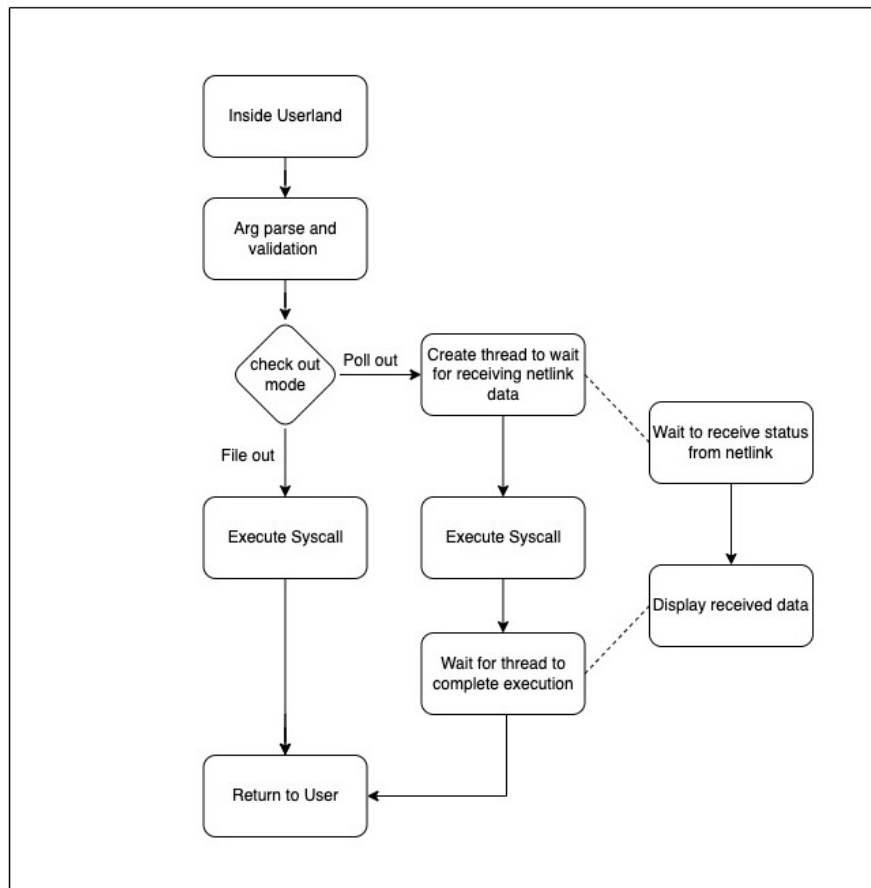 Inside Userland
Arg parse and
validation
check out
mode
Poll out
Create thread to wait
for receiving netlink
data
Wait to receive status
from netlink
File out
Execute Syscall
Execute Syscall
Display received data
Wait for thread to
complete execution
Return to User